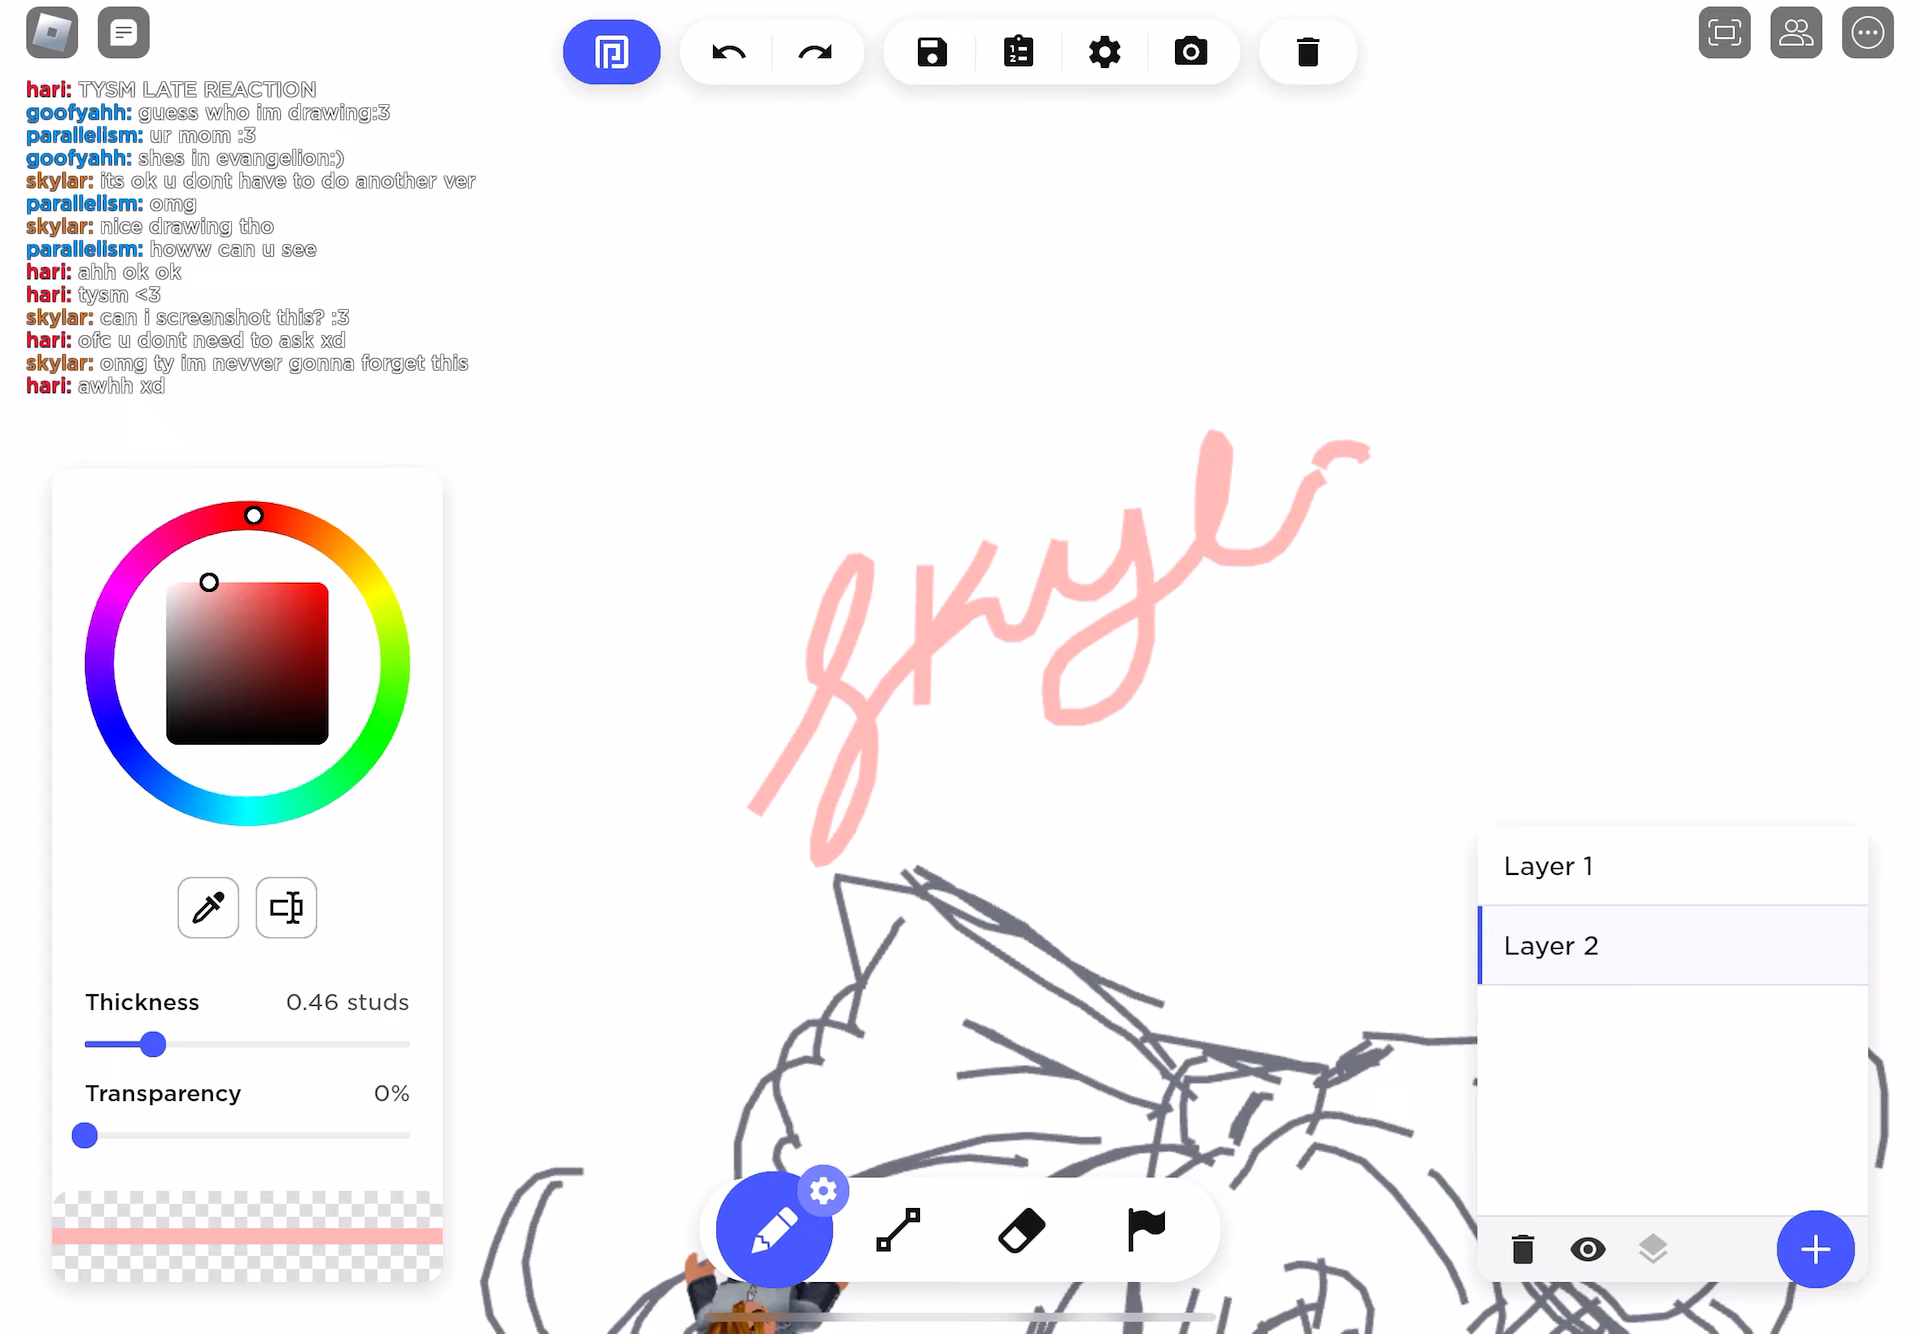 hari: TYSM LATE REACTION
goofyahh: guess who im drawing:3
parallelism: ur mom :3
goofyahh: shes in evangelion:)
skylar: its ok u dont have to do another ver
parallelism: omg
skylar: nice drawing tho
parallelism: howw can u see
hari: ahh ok ok
hari: tysm <3
skylar: can i screenshot this? :3
hari: ofc u dont need to ask xd
skylar: omg ty im nevver gonna forget this
hari: awhh xd
skyl
Thickness 0.46 studs
Transparency 0%
Layer 1
Layer 2